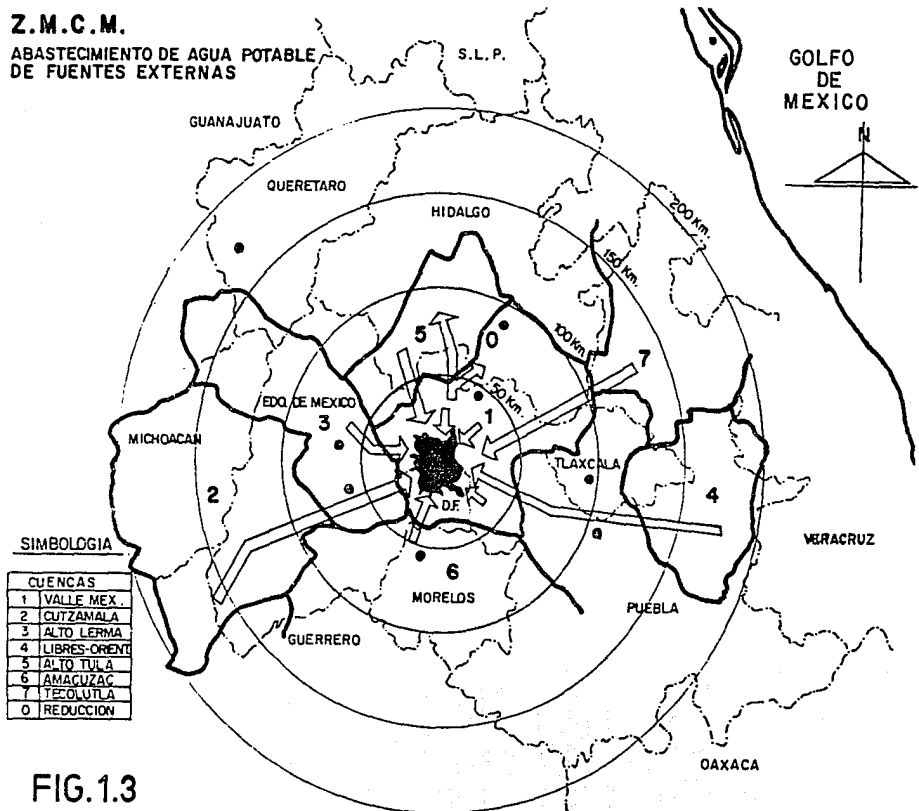 Z.M.C.M.
ABASTECIMIENTO DE AGUA POTABLE
DE FUENTES EXTERNAS
S.L.P.
GOLFO
DE
MEXICO
N
GUANAJUATO
QUERETARO
HIDALGO
200 Km.
150 Km.
100 Km.
50 Km.
5
0
7
1
EDO. DE MEXICO
3
MICHOACAN
2
TLAXCALA
4
D.F.
VERACRUZ
6
MORELOS
PUEBLA
GUERRERO
OAXACA
SIMBOLOGIA
CUENCAS
1 VALLE MEX.
2 CUTZAMALA
3 ALTO LERMA
4 LIBRES-ORIENT
5 ALTO TULA
6 AMACUZAC
7 TECOLUTLA
0 REDUCCION
FIG.1.3